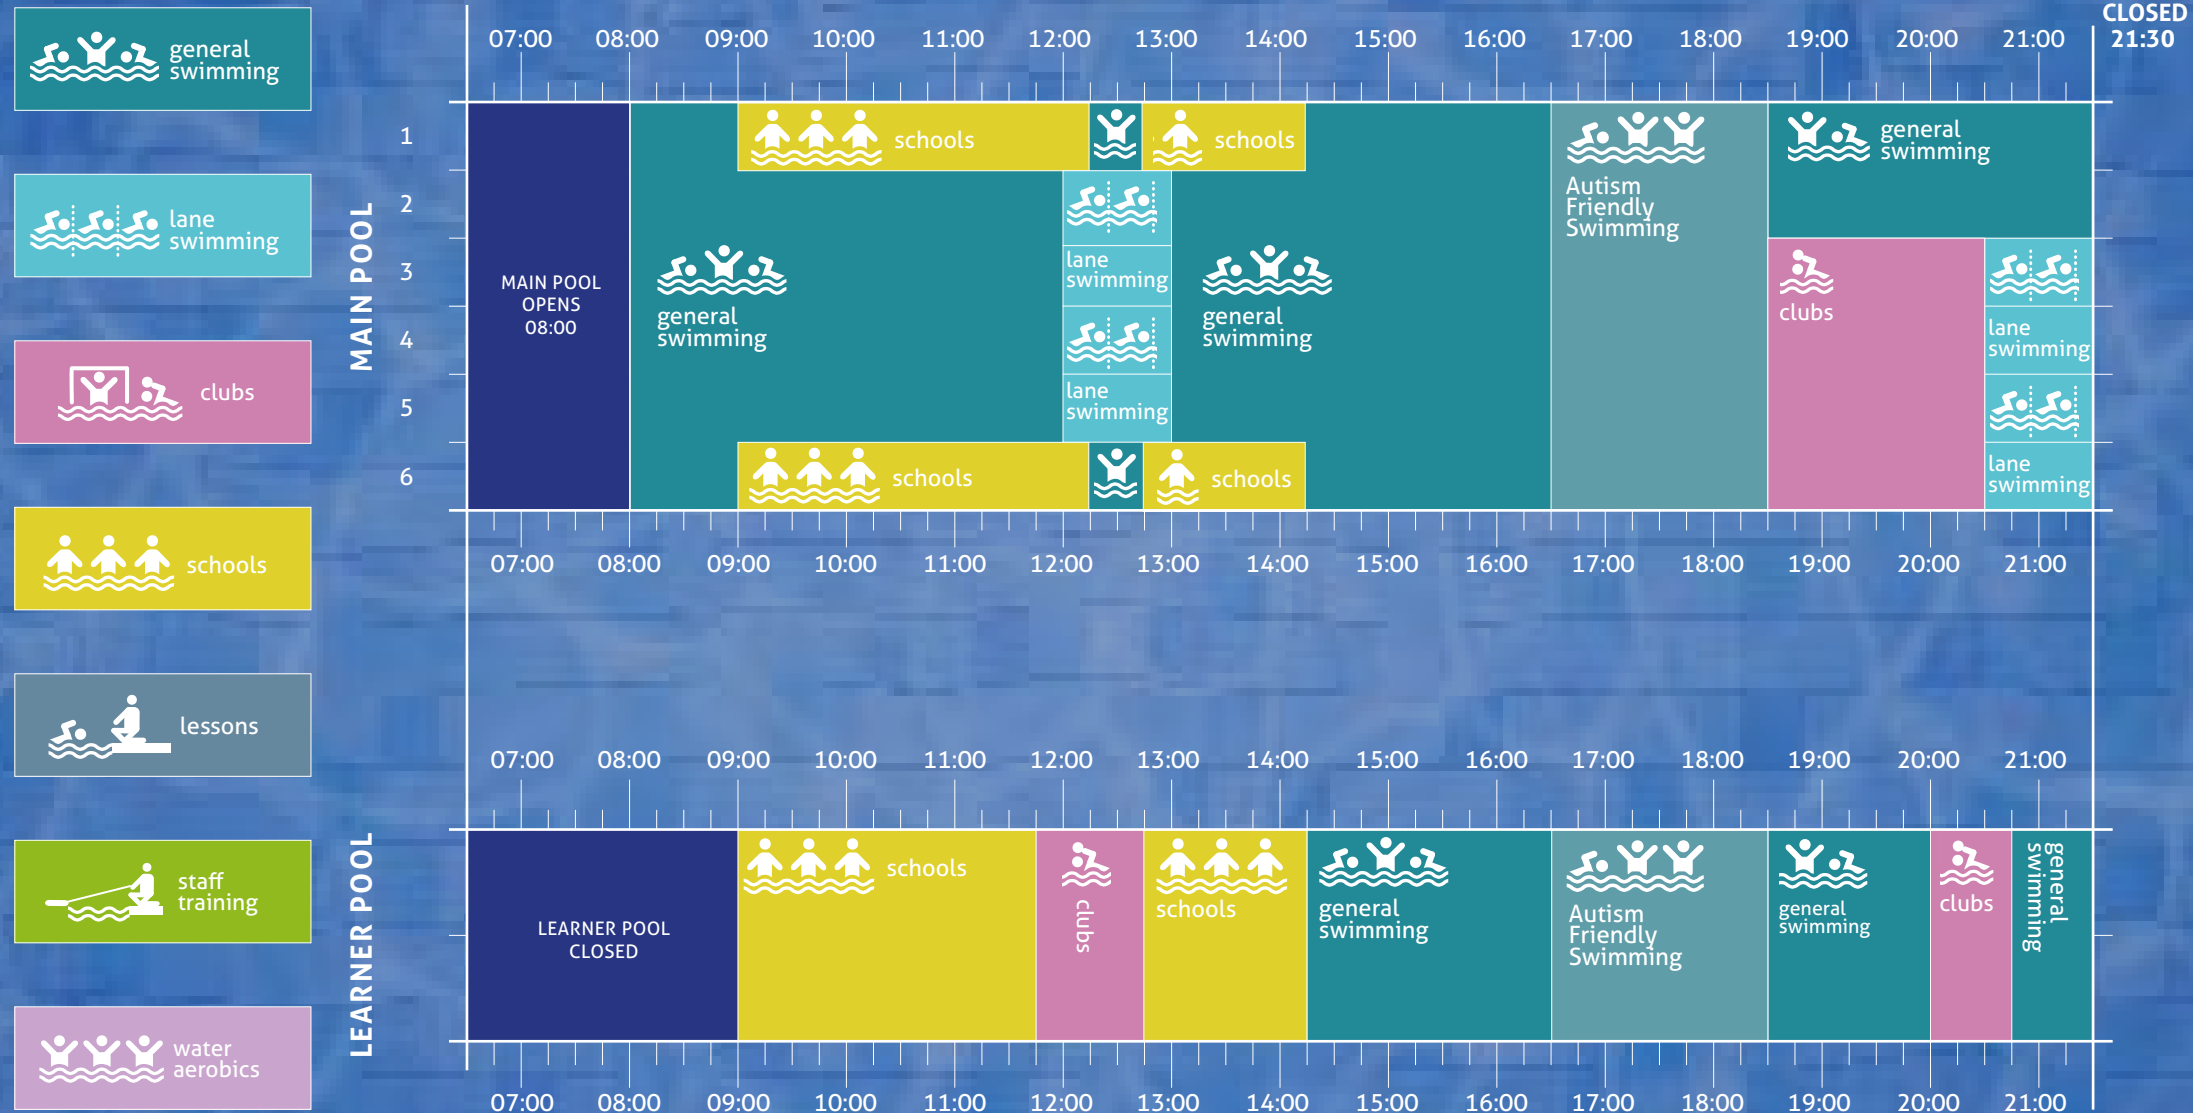 general
swimming
lane
swimming
clubs
schools
lessons
staff
training
water
aerobics
CLOSED
21:30
07:00 08:00 09:00 10:00 11:00 12:00 13:00 14:00 15:00 16:00 17:00 18:00 19:00 20:00 21:00
MAIN POOL
1
2
3
4
5
6
MAIN POOL
OPENS
08:00
schools
schools
general
swimming
lane
swimming
lane
swimming
general
swimming
schools
schools
Autism
Friendly
Swimming
general
swimming
clubs
lane
swimming
lane
swimming
07:00 08:00 09:00 10:00 11:00 12:00 13:00 14:00 15:00 16:00 17:00 18:00 19:00 20:00 21:00
07:00 08:00 09:00 10:00 11:00 12:00 13:00 14:00 15:00 16:00 17:00 18:00 19:00 20:00 21:00
LEARNER POOL
LEARNER POOL
CLOSED
schools
clubs
schools
general
swimming
Autism
Friendly
Swimming
general
swimming
clubs
general
swimming
07:00 08:00 09:00 10:00 11:00 12:00 13:00 14:00 15:00 16:00 17:00 18:00 19:00 20:00 21:00